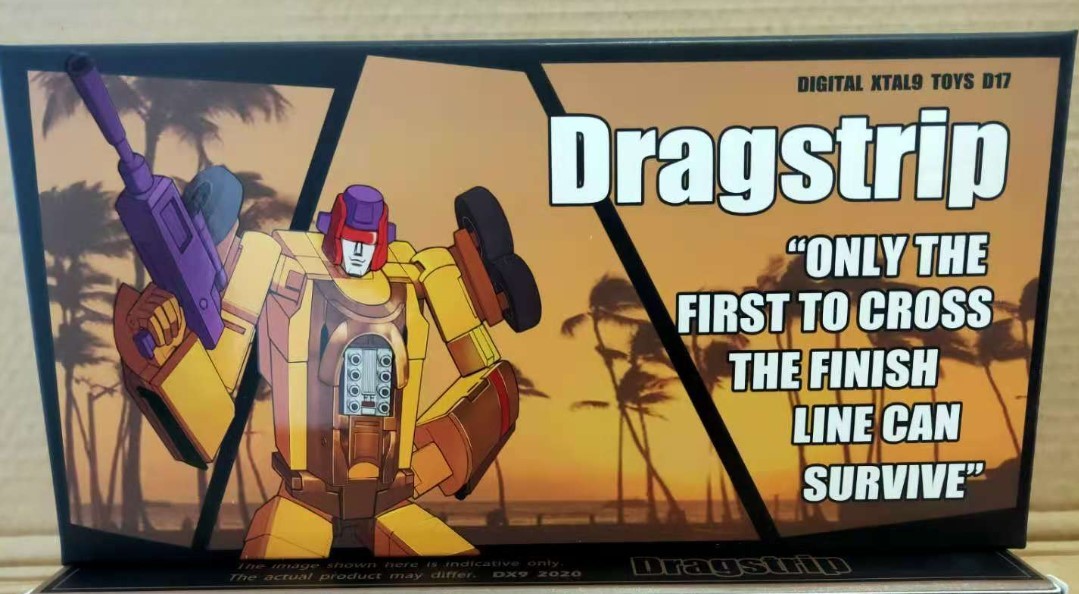 DIGITAL XTAL9 TOYS D17
Dragstrip
“ONLY THE
FIRST TO CROSS
THE FINISH
LINE CAN
SURVIVE”
The image shown here is indicative only.
The actual product may differ. DX9 2020
Dragstrip